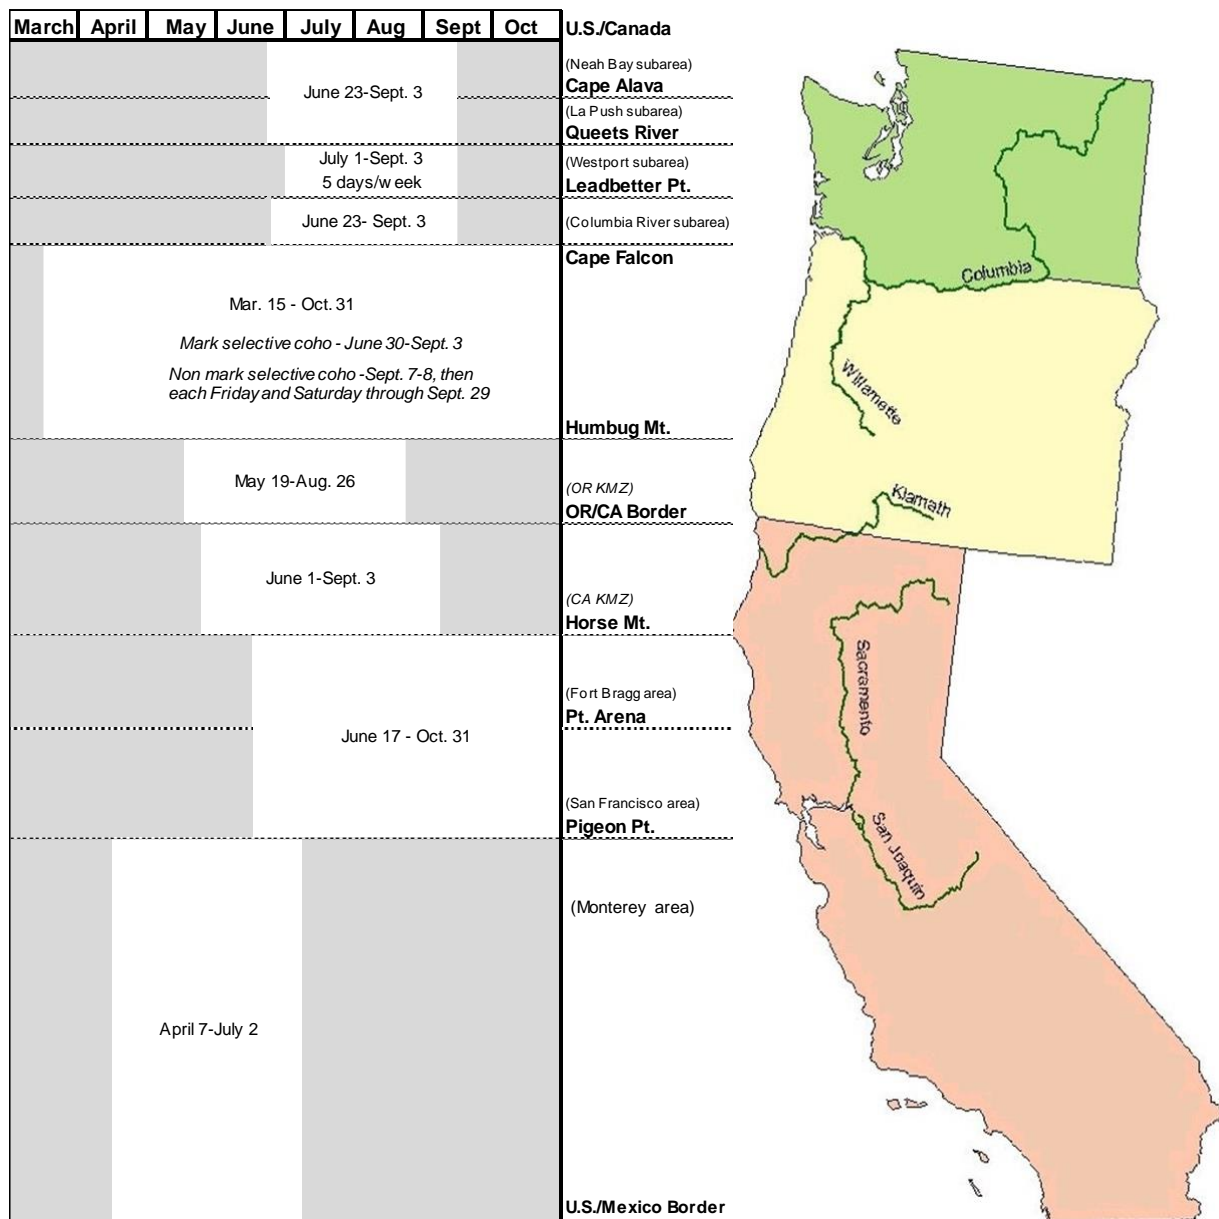 March April May June July Aug Sept Oct
U.S./Canada
(Neah Bay subarea)
June 23-Sept. 3
Cape Alava
(La Push subarea)
Queets River
July 1-Sept. 3
5 days/week
(Westport subarea)
Leadbetter Pt.
June 23- Sept. 3
(Columbia River subarea)
Cape Falcon
Mar. 15 - Oct. 31
Mark selective coho - June 30-Sept. 3
Non mark selective coho -Sept. 7-8, then
each Friday and Saturday through Sept. 29
Humbug Mt.
May 19-Aug. 26
(OR KMZ)
OR/CA Border
June 1-Sept. 3
(CA KMZ)
Horse Mt.
(Fort Bragg area)
Pt. Arena
June 17 - Oct. 31
(San Francisco area)
Pigeon Pt.
(Monterey area)
April 7-July 2
U.S./Mexico Border
Columbia
Willamette
Klamath
Sacramento
San Joaquin